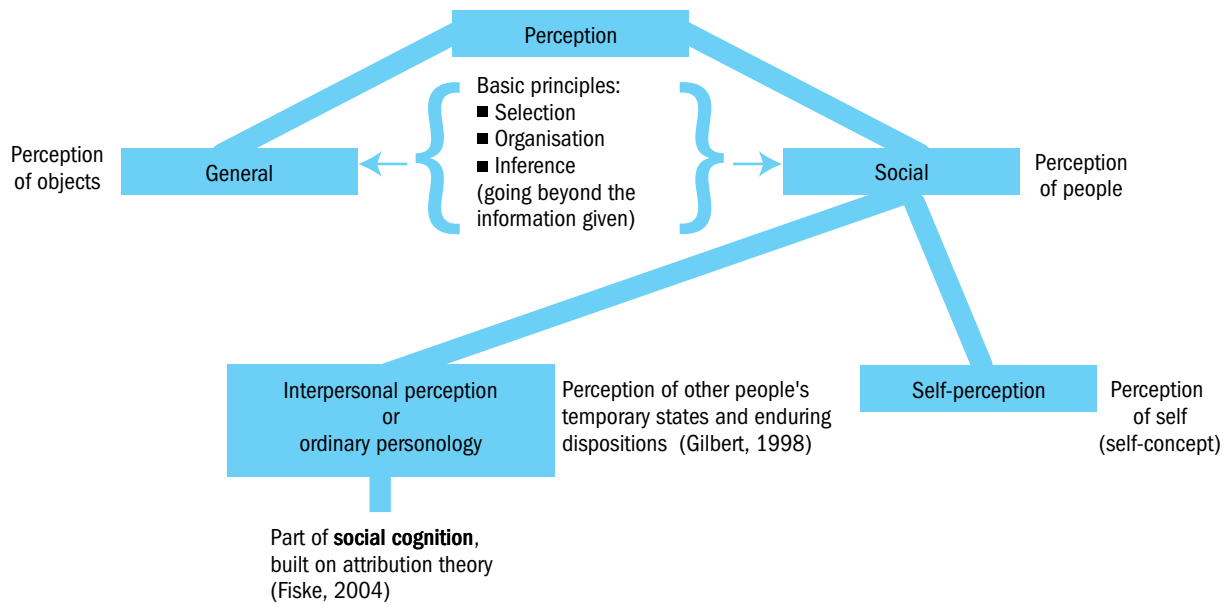 Perception
Basic principles:
■ Selection
■ Organisation
■ Inference
(going beyond the
information given)
Perception
of objects
General
Social
Perception
of people
Interpersonal perception
or
ordinary personology
Perception of other people's
temporary states and enduring
dispositions (Gilbert, 1998)
Self-perception
Perception
of self
(self-concept)
Part of social cognition,
built on attribution theory
(Fiske, 2004)